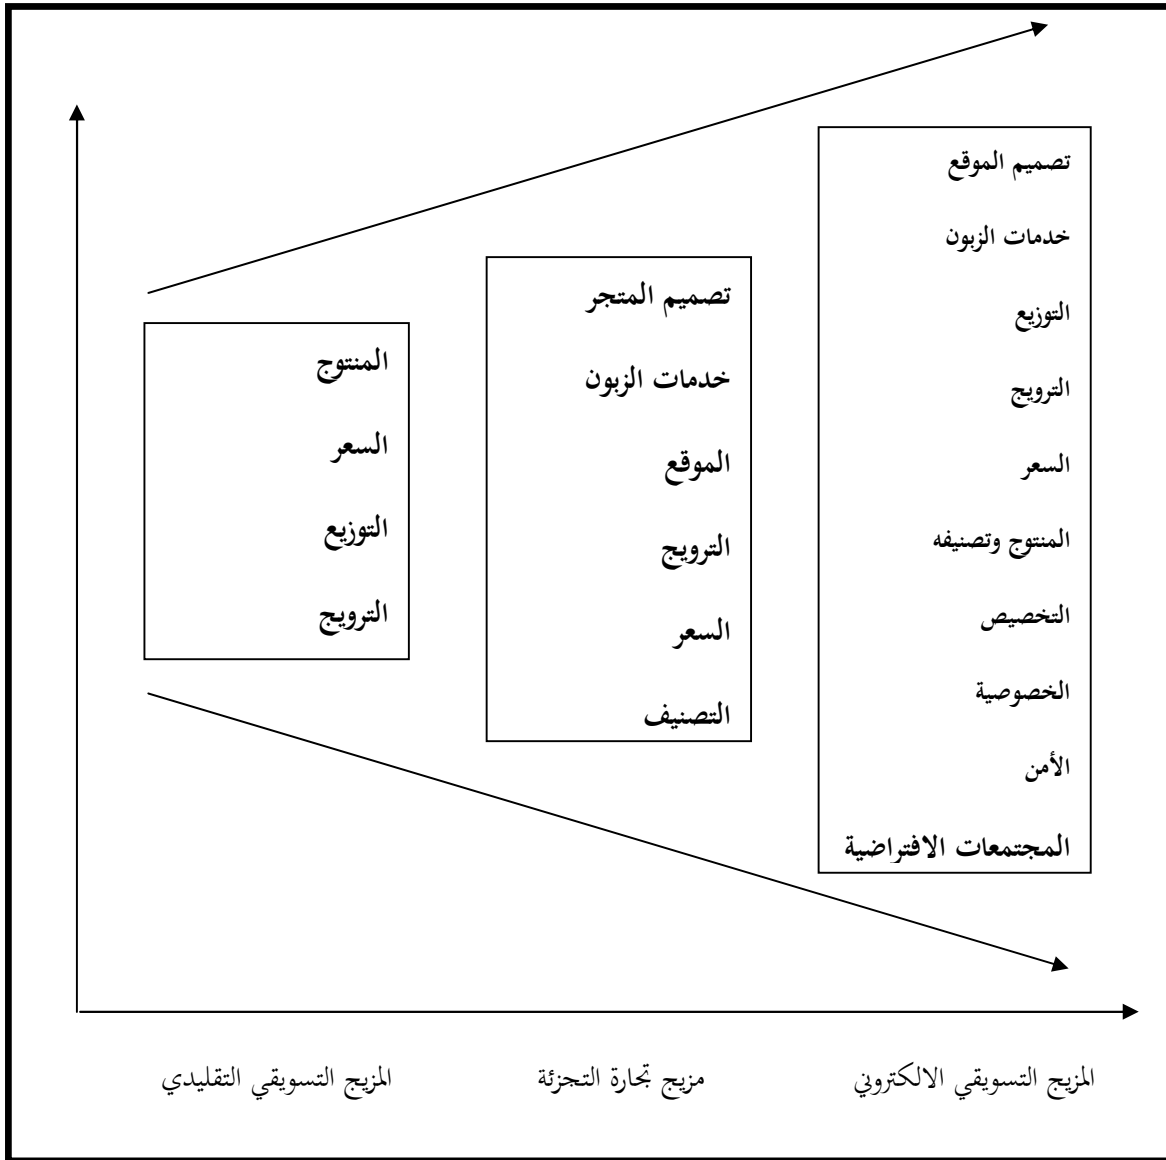 المنتوج
السعر
التوزيع
الترويج
تصميم المتجر
خدمات الزبون
الموقع
الترويج
السعر
التصنيف
تصميم الموقع
خدمات الزبون
التوزيع
الترويج
السعر
المنتوج وتصنيفه
التخصيص
الخصوصية
الأمن
المجتمعات الافتراضية
المزيج التسويقي التقليدي
مزيج تجارة التجزئة
المزيج التسويقي الالكتروني